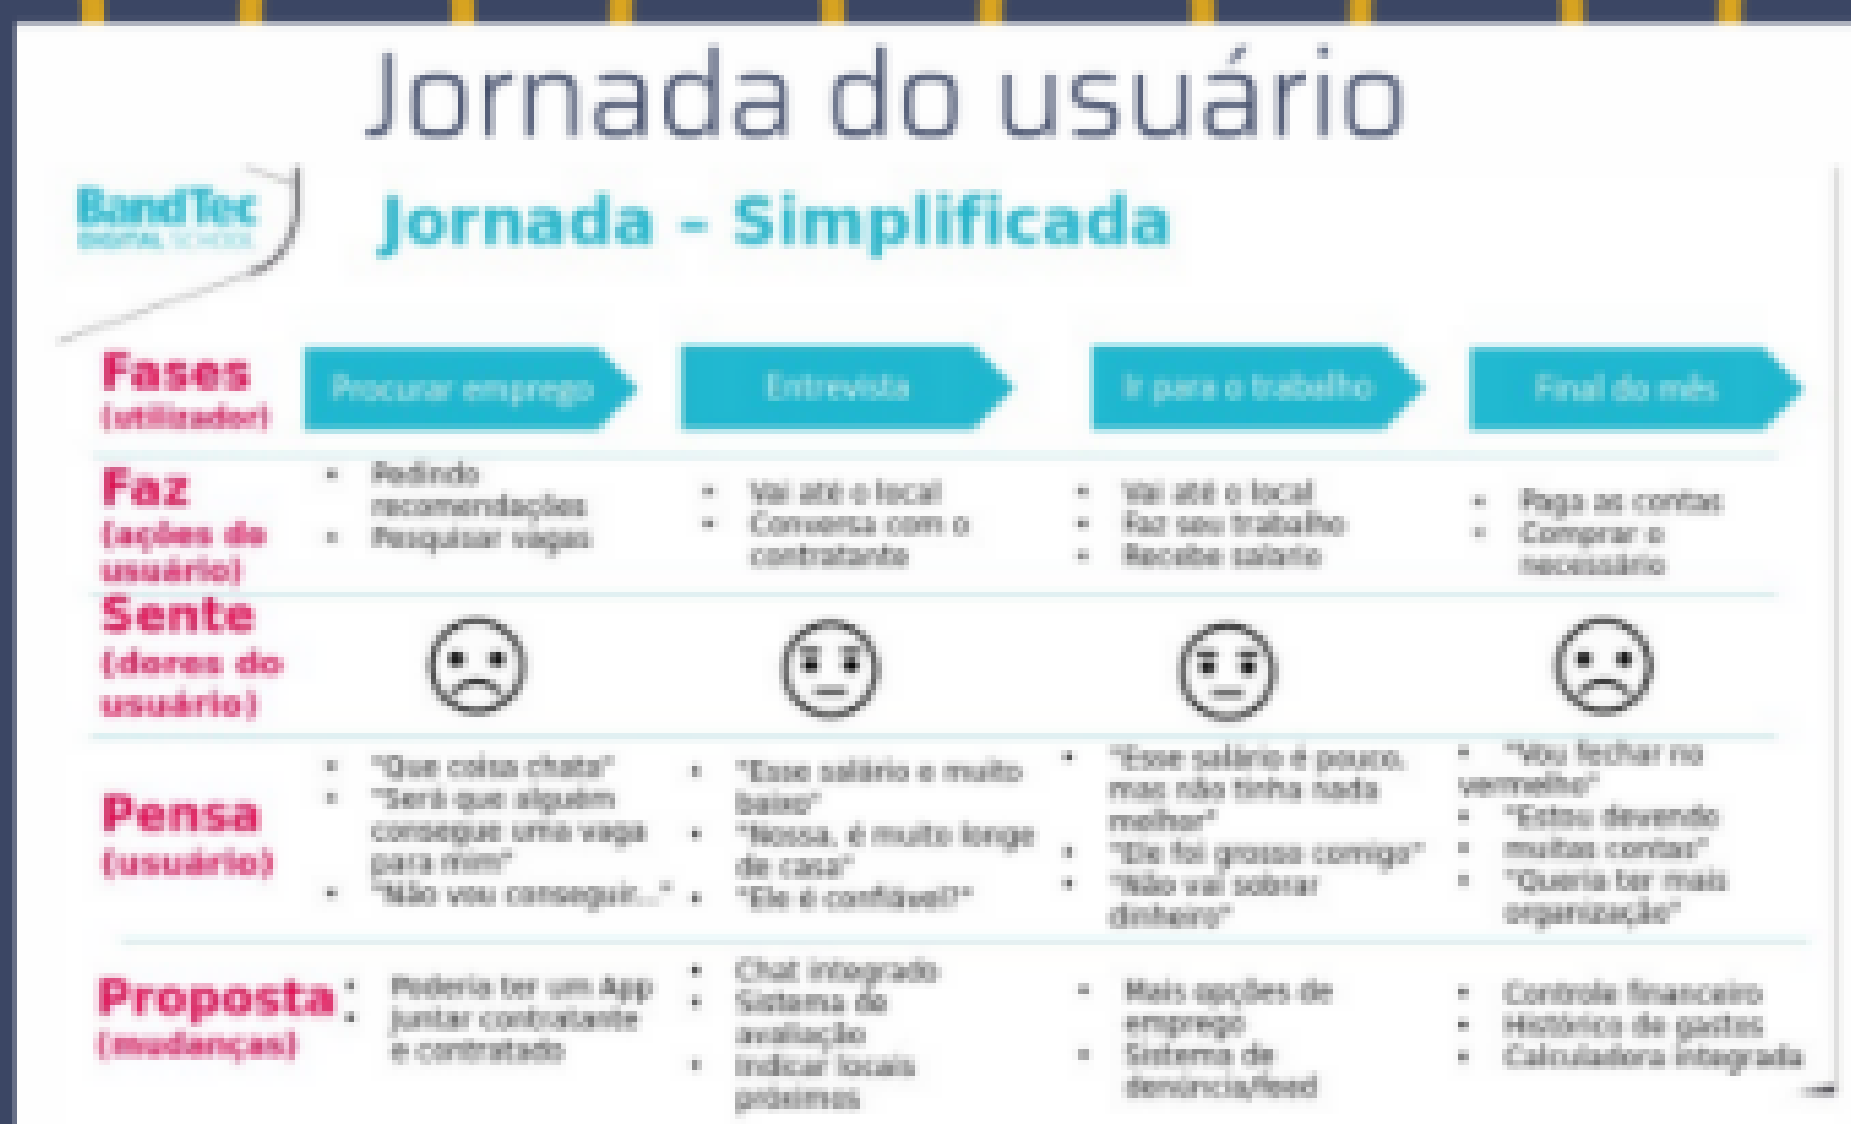 Jornada do usuário
BandTec
DIGITAL SCHOOL
Jornada - Simplificada
Fases
(utilizador)
Procurar emprego
Entrevista
Ir para o trabalho
Final do mês
Faz
(ações do
usuário)
• Pedindo
recomendações
• Pesquisar vagas
• Vai até o local
• Conversa com o
contratante
• Vai até o local
• Faz seu trabalho
• Recebe salario
• Paga as contas
• Comprar o
necessário
Sente
(dores do
usuário)
Pensa
(usuário)
• "Que coisa chata"
• "Será que alguém
consegue uma vaga
para mim"
• "Não vou conseguir..."
• "Esse salário e muito
baixo"
• "Nossa, é muito longe
de casa"
• "Ele é confiável?"
• "Esse salário é pouco,
mas não tinha nada
melhor"
• "Ele foi grosso comigo"
• "Não vai sobrar
dinheiro"
• "Vou fechar no
vermelho"
• "Estou devendo
• muitas contas"
• "Queria ter mais
organização"
Proposta
(mudanças)
• Poderia ter um App
• Juntar contratante
e contratado
• Chat integrado
• Sistema de
avaliação
• Indicar locais
próximos
• Mais opções de
emprego
• Sistema de
denúncia/feed
• Controle financeiro
• Histórico de gastos
• Calculadora integrada